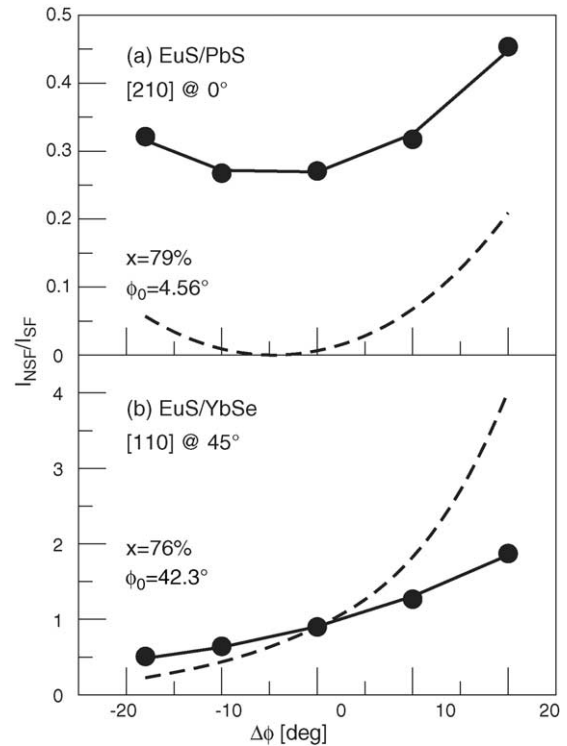 0.5
(a) EuS/PbS
[210] @ 0°
0.4
0.3
0.2
x=79%
ϕ₀=4.56°
0.1
0
I_NSF/I_SF
4
(b) EuS/YbSe
[110] @ 45°
3
x=76%
ϕ₀=42.3°
2
1
0
-20 -10 0 10 20
Δϕ [deg]